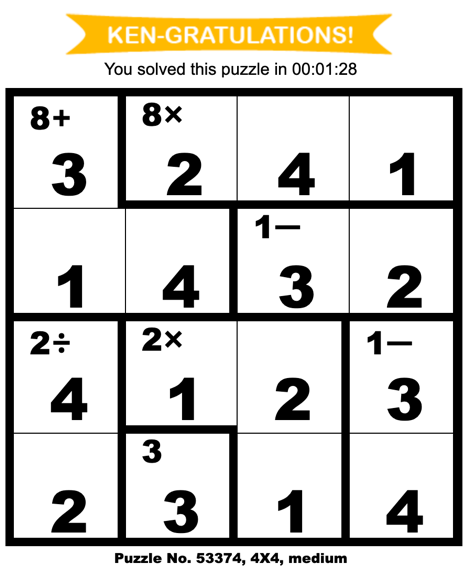 KEN-GRATULATIONS!
You solved this puzzle in 00:01:28
8+ 8×
3 2 4 1
1−
1 4 3 2
2÷ 2× 1−
4 1 2 3
3
2 3 1 4
Puzzle No. 53374, 4X4, medium